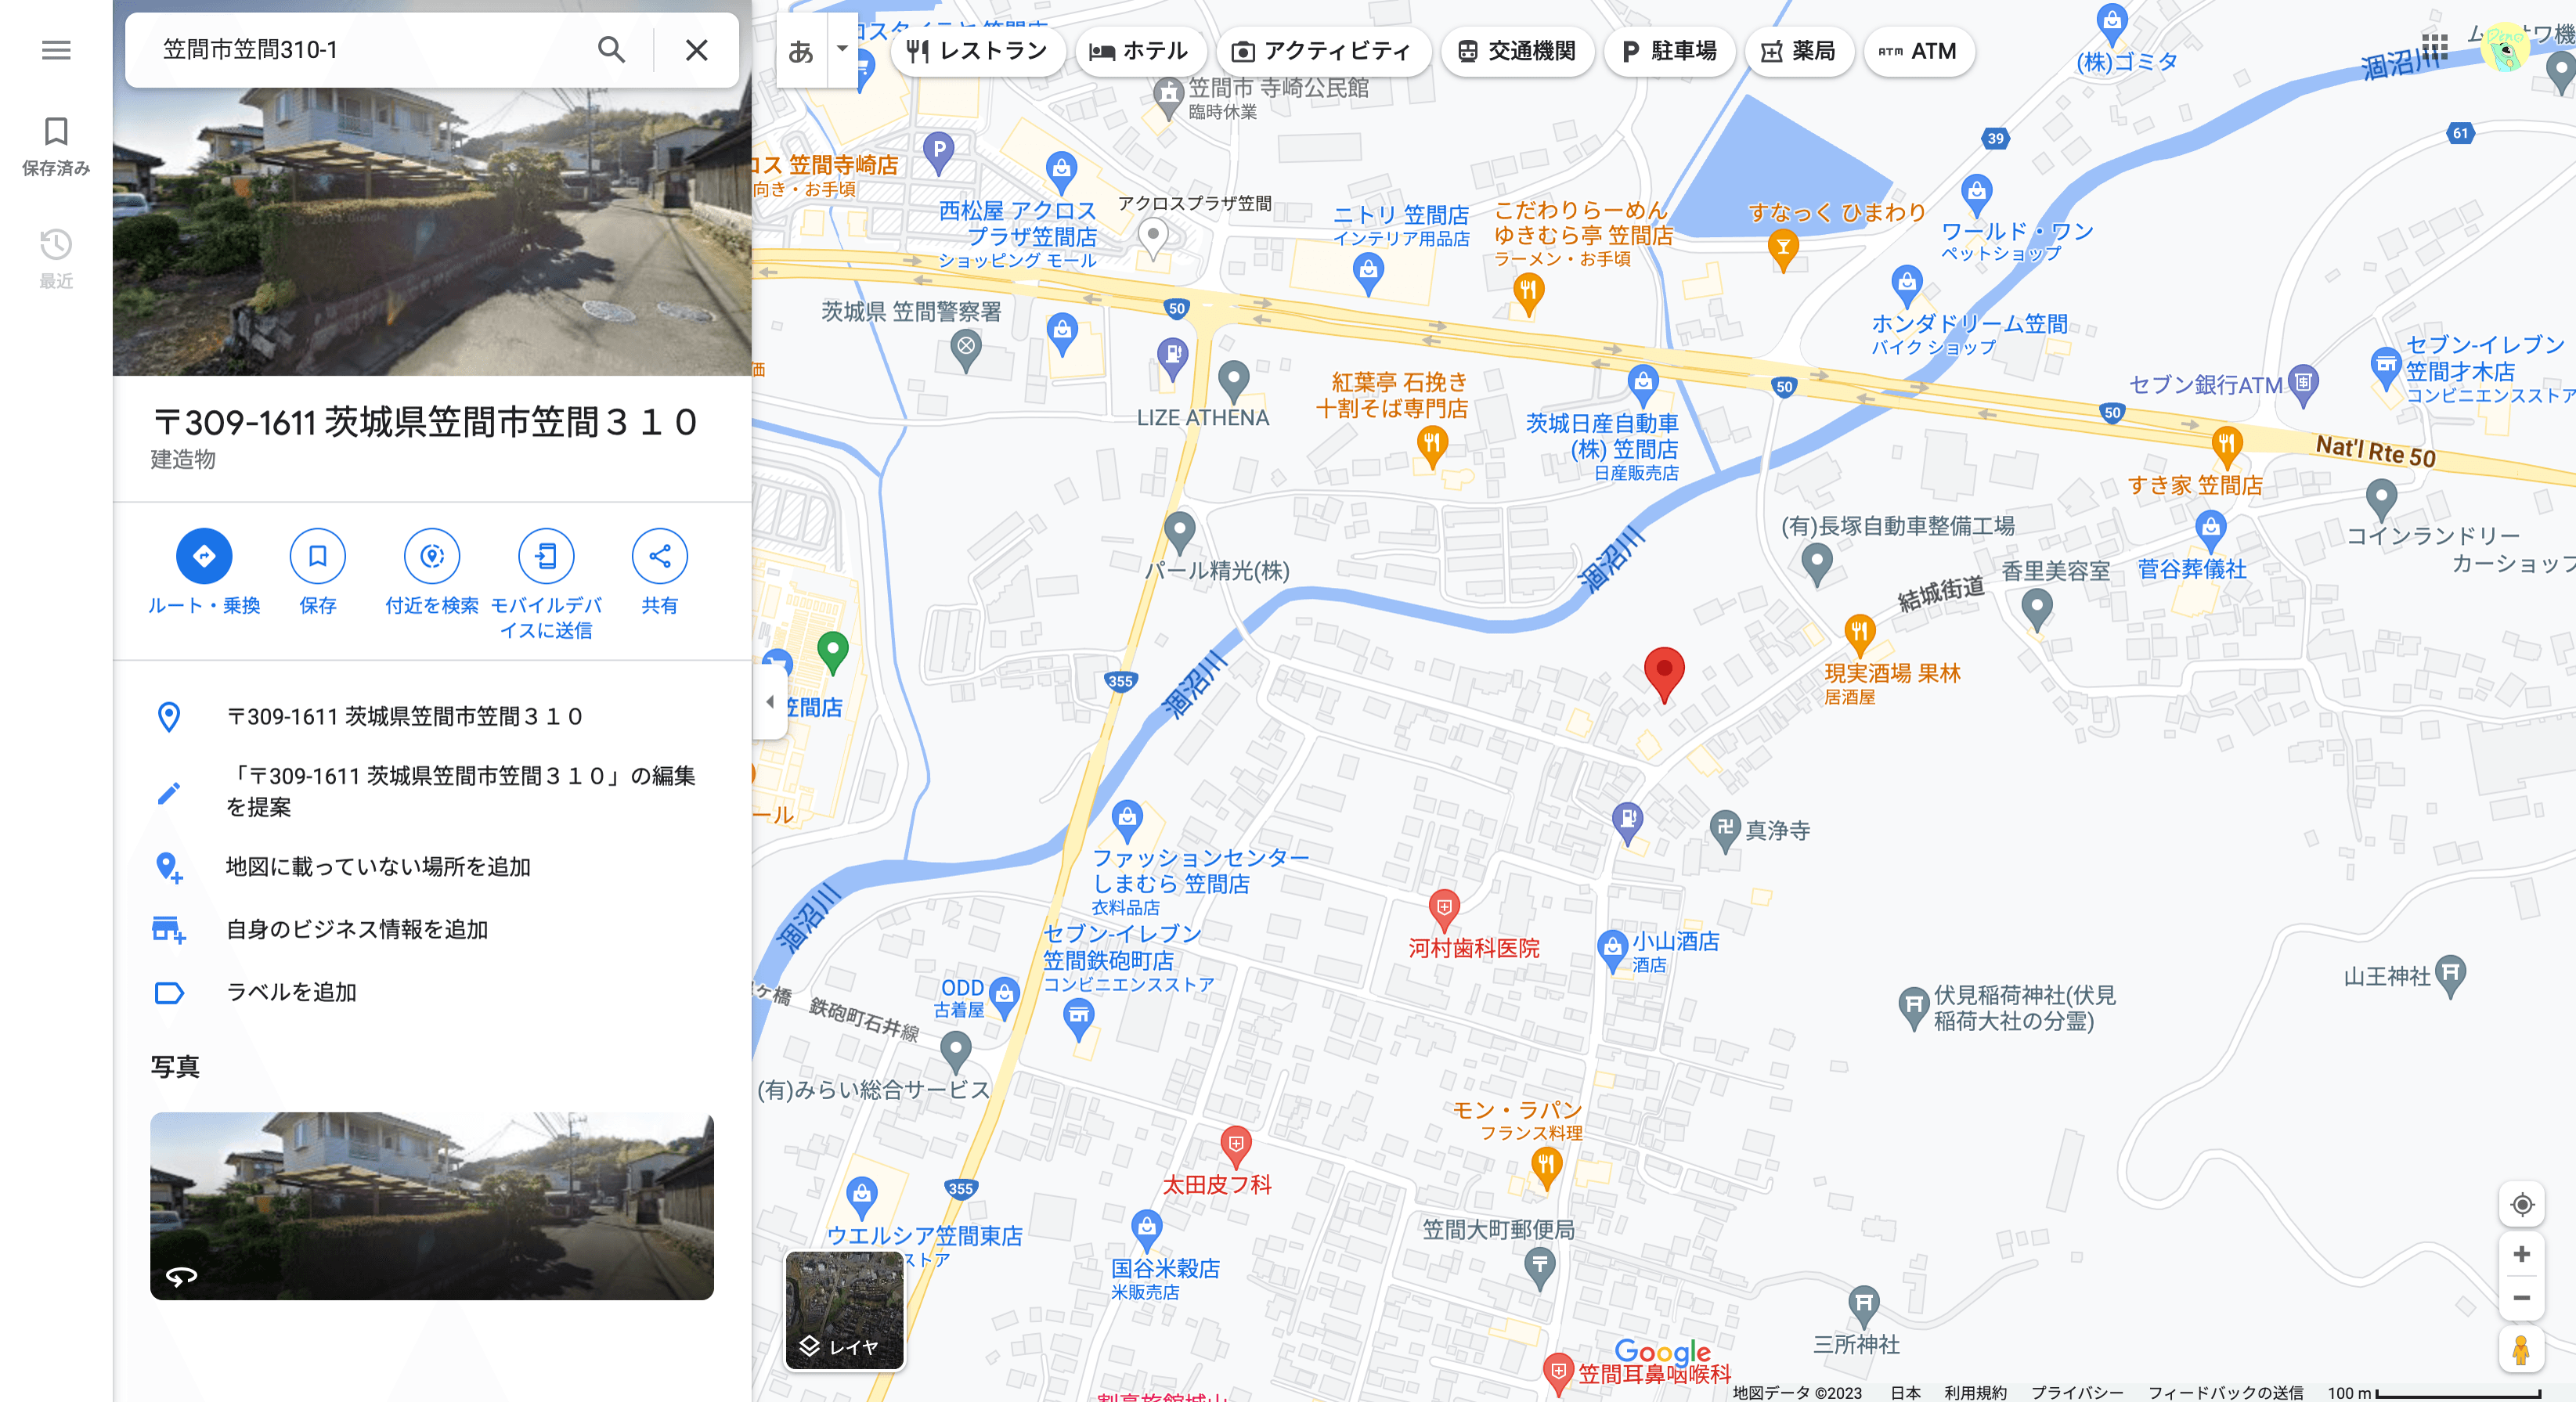 笠間市笠間310-1
保存済み
最近
〒309-1611 茨城県笠間市笠間３１０
建造物
ルート・乗換
保存
付近を検索
モバイルデバ
イスに送信
共有
〒309-1611 茨城県笠間市笠間３１０
「〒309-1611 茨城県笠間市笠間３１０」の編集
を提案
地図に載っていない場所を追加
自身のビジネス情報を追加
ラベルを追加
写真
あ
レストラン
ホテル
アクティビティ
交通機関
P 駐車場
薬局
ATM ATM
(株)ゴミタ
涸沼川
笠間市 寺崎公民館
臨時休業
39
61
P
コス 笠間寺崎店
向き・お手頃
西松屋 アクロス
プラザ笠間店
ショッピング モール
アクロスプラザ笠間
ニトリ 笠間店
インテリア用品店
こだわりらーめん
ゆきむら亭 笠間店
ラーメン・お手頃
すなっく ひまわり
ワールド・ワン
ペットショップ
茨城県 笠間警察署
50
ホンダドリーム笠間
バイク ショップ
セブン-イレブン
笠間才木店
コンビニエンスストア
価
LIZE ATHENA
紅葉亭 石挽き
十割そば専門店
茨城日産自動車
(株) 笠間店
日産販売店
50
セブン銀行ATM
50
Nat'l Rte 50
すき家 笠間店
パール精光(株)
涸沼川
(有)長塚自動車整備工場
コインランドリー
カーショップ
香里美容室
菅谷葬儀社
結城街道
現実酒場 果林
居酒屋
355
涸沼川
笠間店
ール
ファッションセンター
しまむら 笠間店
衣料品店
真浄寺
涸沼川
セブン-イレブン
笠間鉄砲町店
コンビニエンスストア
河村歯科医院
小山酒店
酒店
ODD
古着屋
ケ橋
鉄砲町石井線
伏見稲荷神社(伏見
稲荷大社の分霊)
山王神社
(有)みらい総合サービス
モン・ラパン
フランス料理
太田皮フ科
355
ウエルシア笠間東店
ストア
国谷米穀店
米販売店
笠間大町郵便局
三所神社
レイヤ
Google
笠間耳鼻咽喉科
地図データ ©2023
日本
利用規約
プライバシー
フィードバックの送信
100 m